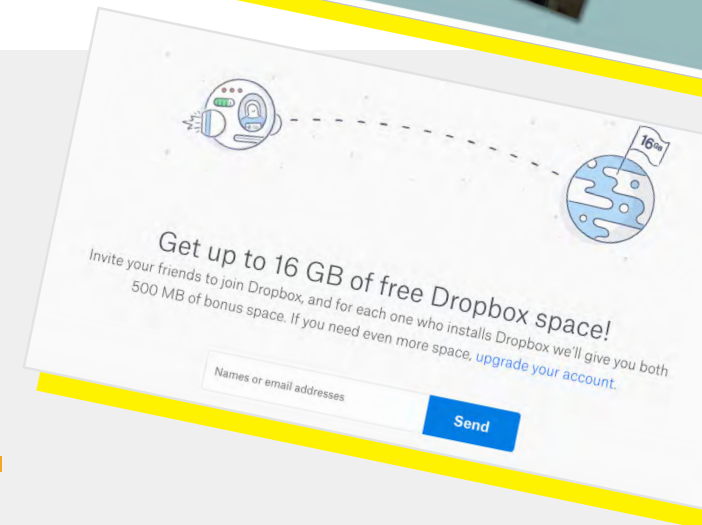 16GB
Get up to 16 GB of free Dropbox space!
Invite your friends to join Dropbox, and for each one who installs Dropbox we'll give you both
500 MB of bonus space. If you need even more space, upgrade your account.
Names or email addresses
Send